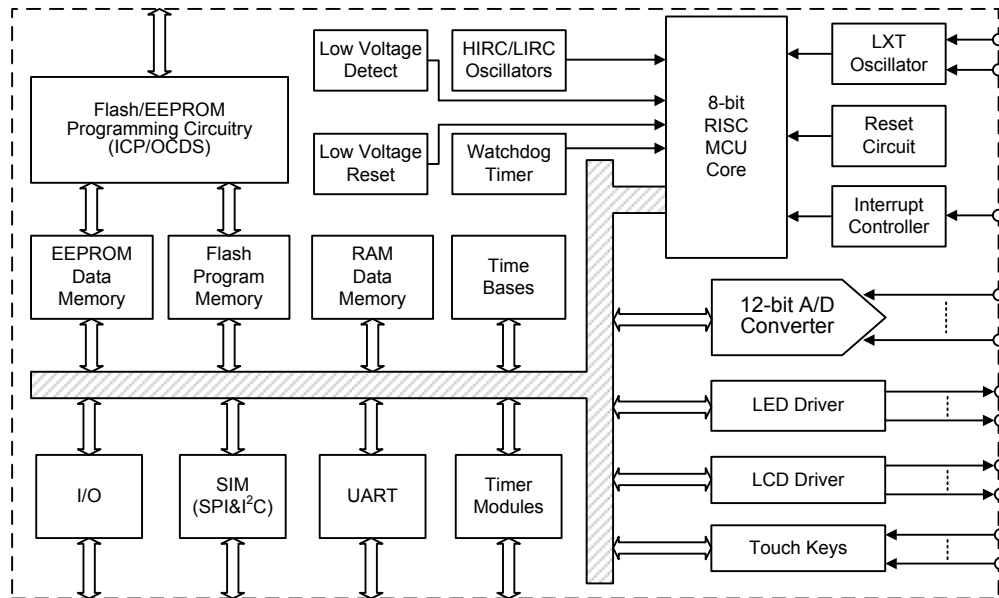 Low Voltage
Detect
HIRC/LIRC
Oscillators
8-bit
RISC
MCU
Core
LXT
Oscillator
Flash/EEPROM
Programming Circuitry
(ICP/OCDS)
Low Voltage
Reset
Watchdog
Timer
Reset
Circuit
Interrupt
Controller
EEPROM
Data
Memory
Flash
Program
Memory
RAM
Data
Memory
Time
Bases
12-bit A/D
Converter
LED Driver
I/O
SIM
(SPI&I²C)
UART
Timer
Modules
LCD Driver
Touch Keys